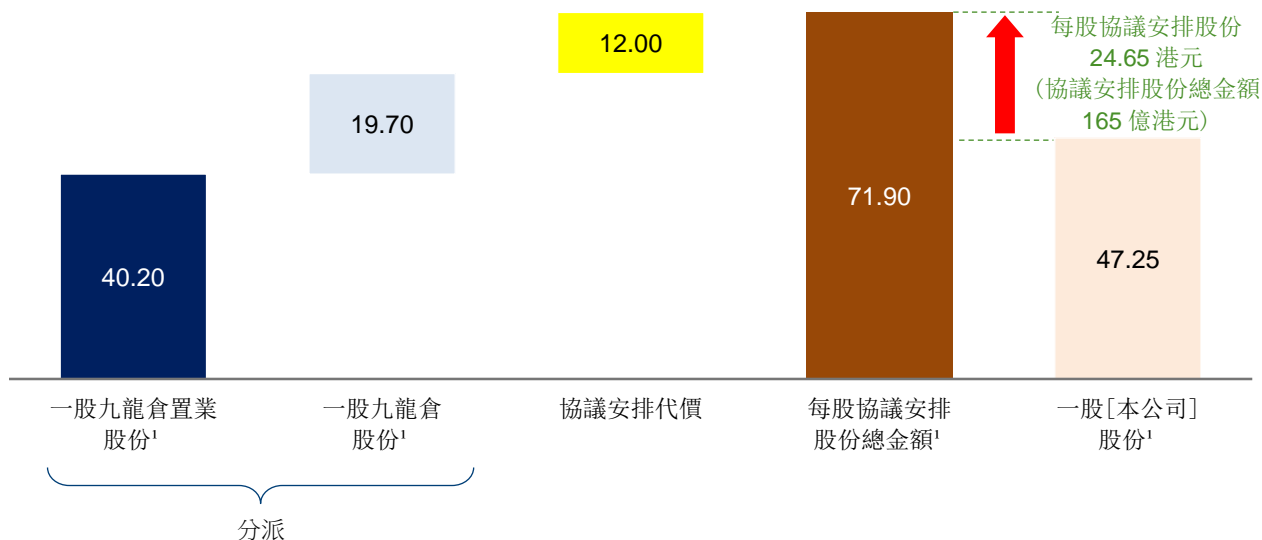 12.00
19.70
40.20
71.90
47.25
每股協議安排股份
24.65 港元
(協議安排股份總金額
165 億港元)
一股九龍倉置業
股份¹
一股九龍倉
股份¹
協議安排代價
每股協議安排
股份總金額¹
一股[本公司]
股份¹
分派